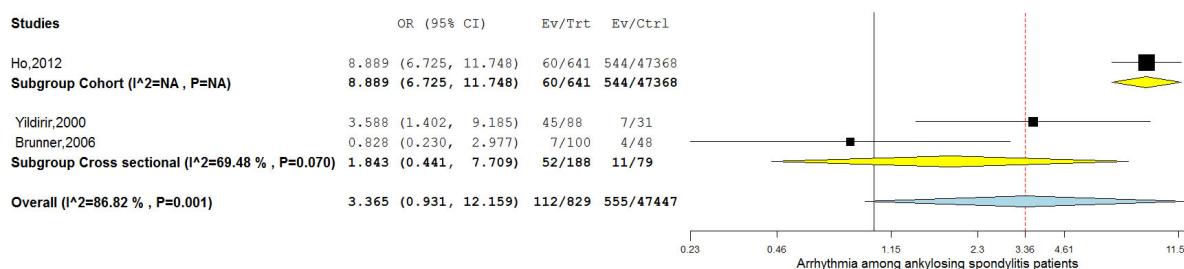 Studies OR (95% CI) Ev/Trt Ev/Ctrl
Ho,2012 8.889 (6.725, 11.748) 60/641 544/47368
Subgroup Cohort (I^2=NA , P=NA) 8.889 (6.725, 11.748) 60/641 544/47368
Yildirir,2000 3.588 (1.402, 9.185) 45/88 7/31
Brunner,2006 0.828 (0.230, 2.977) 7/100 4/48
Subgroup Cross sectional (I^2=69.48 % , P=0.070) 1.843 (0.441, 7.709) 52/188 11/79
Overall (I^2=86.82 % , P=0.001) 3.365 (0.931, 12.159) 112/829 555/47447
0.23 0.46 1.15 2.3 3.36 4.61 11.5
Arrhythmia among ankylosing spondylitis patients